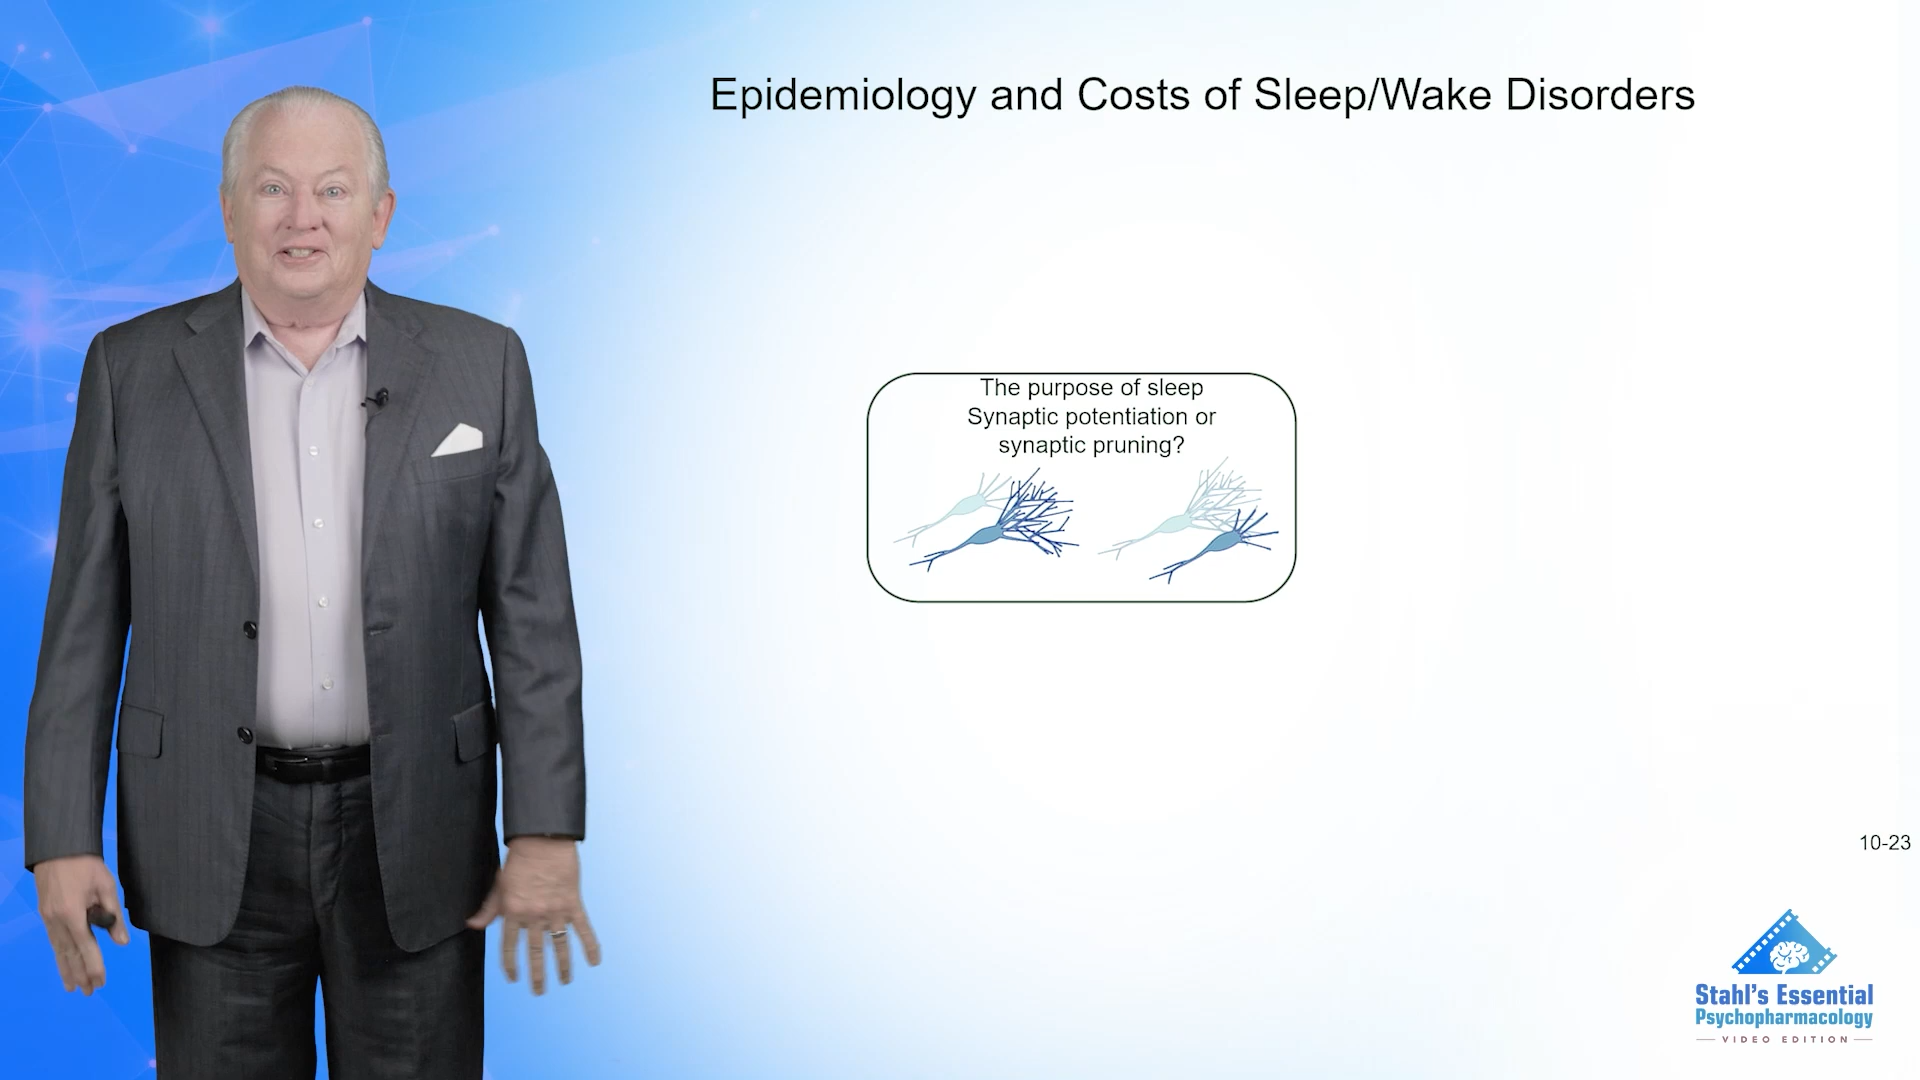 Epidemiology and Costs of Sleep/Wake Disorders
The purpose of sleep
Synaptic potentiation or
synaptic pruning?
10-23
Stahl's Essential
Psychopharmacology
VIDEO EDITION